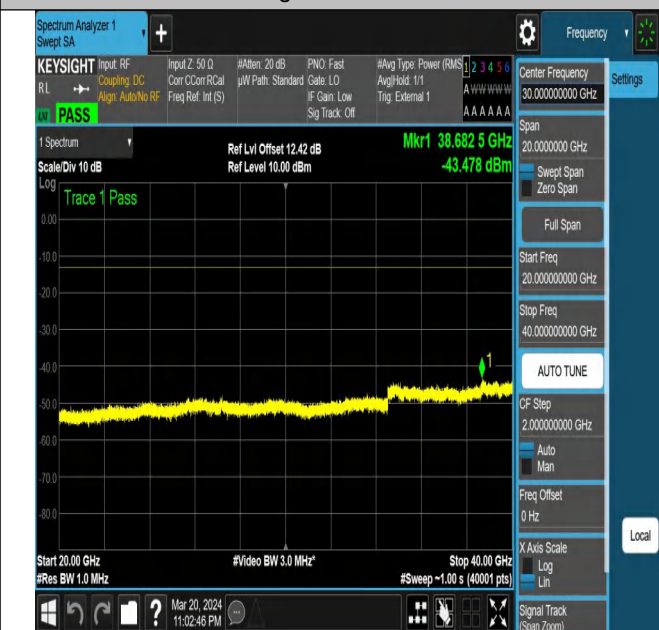 Spectrum Analyzer 1
Swept SA
Frequency
KEYSIGHT
RL
LXI
PASS
Input: RF
Coupling: DC
Align: Auto/No RF
Input Z: 50 Ω
Corr CCorr RCal
Freq Ref: Int (S)
#Atten: 20 dB
µW Path: Standard
PNO: Fast
Gate: LO
IF Gain: Low
Sig Track: Off
#Avg Type: Power (RMS
Avg|Hold: 1/1
Trig: External 1
1 2 3 4 5 6
A W W W W W
A A A A A A
1 Spectrum
Scale/Div 10 dB
Ref Lvl Offset 12.42 dB
Ref Level 10.00 dBm
Mkr1 38.682 5 GHz
-43.478 dBm
Log
Trace 1 Pass
0.00
-10.0
-20.0
-30.0
-40.0
-50.0
-60.0
-70.0
-80.0
1
Start 20.00 GHz
#Res BW 1.0 MHz
#Video BW 3.0 MHz*
Stop 40.00 GHz
#Sweep ~1.00 s (40001 pts)
?
Mar 20, 2024
11:02:46 PM
Center Frequency
30.000000000 GHz
Span
20.0000000 GHz
Swept Span
Zero Span
Full Span
Start Freq
20.000000000 GHz
Stop Freq
40.000000000 GHz
AUTO TUNE
CF Step
2.000000000 GHz
Auto
Man
Freq Offset
0 Hz
X Axis Scale
Log
Lin
Signal Track
(Span Zoom)
Settings
Local